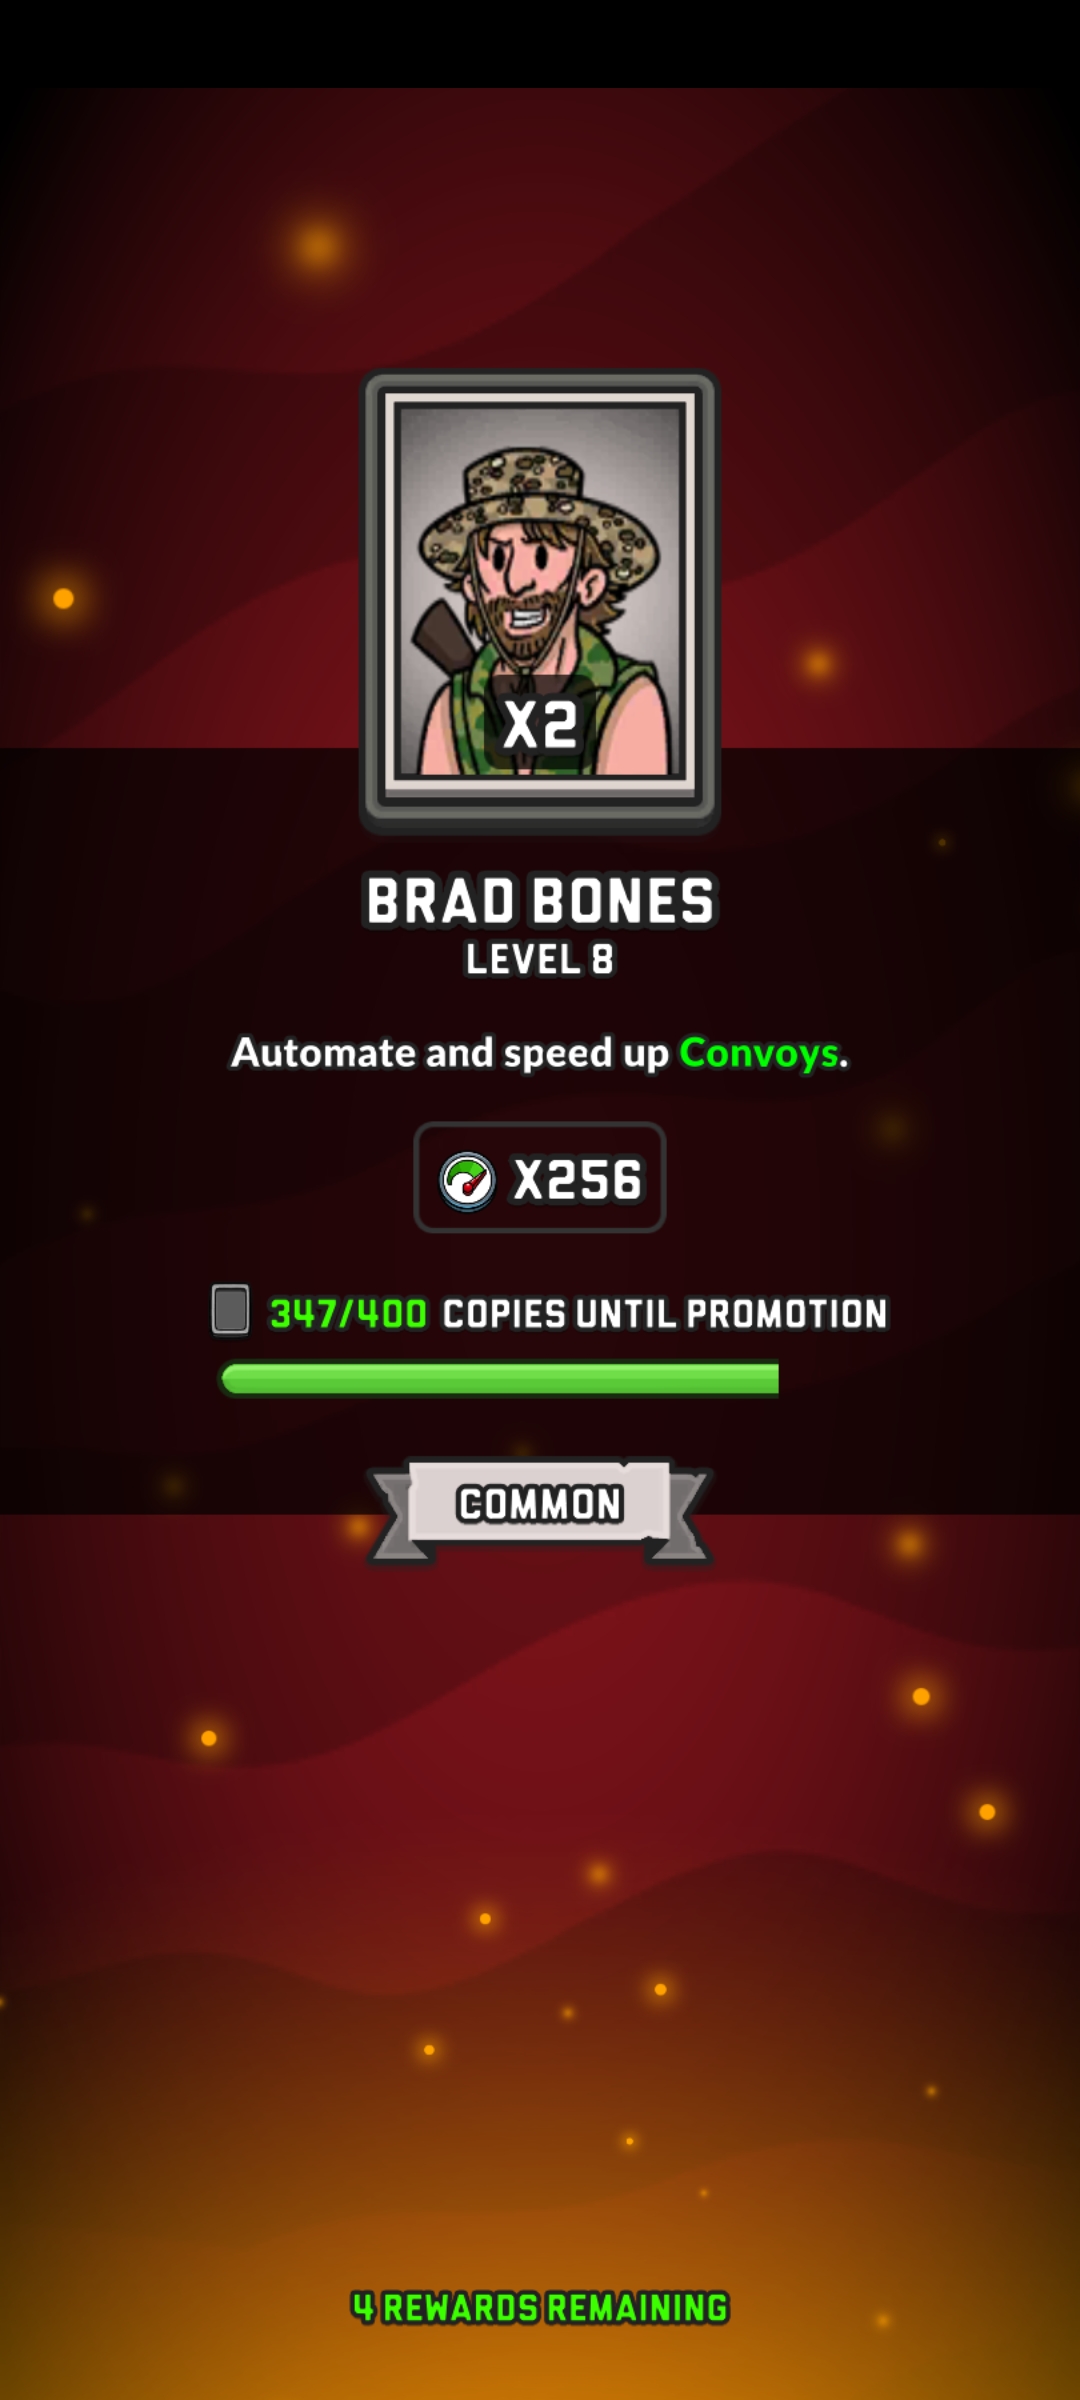 X2
BRAD BONES
LEVEL 8
Automate and speed up Convoys.
X256
347/400 COPIES UNTIL PROMOTION
COMMON
4 REWARDS REMAINING